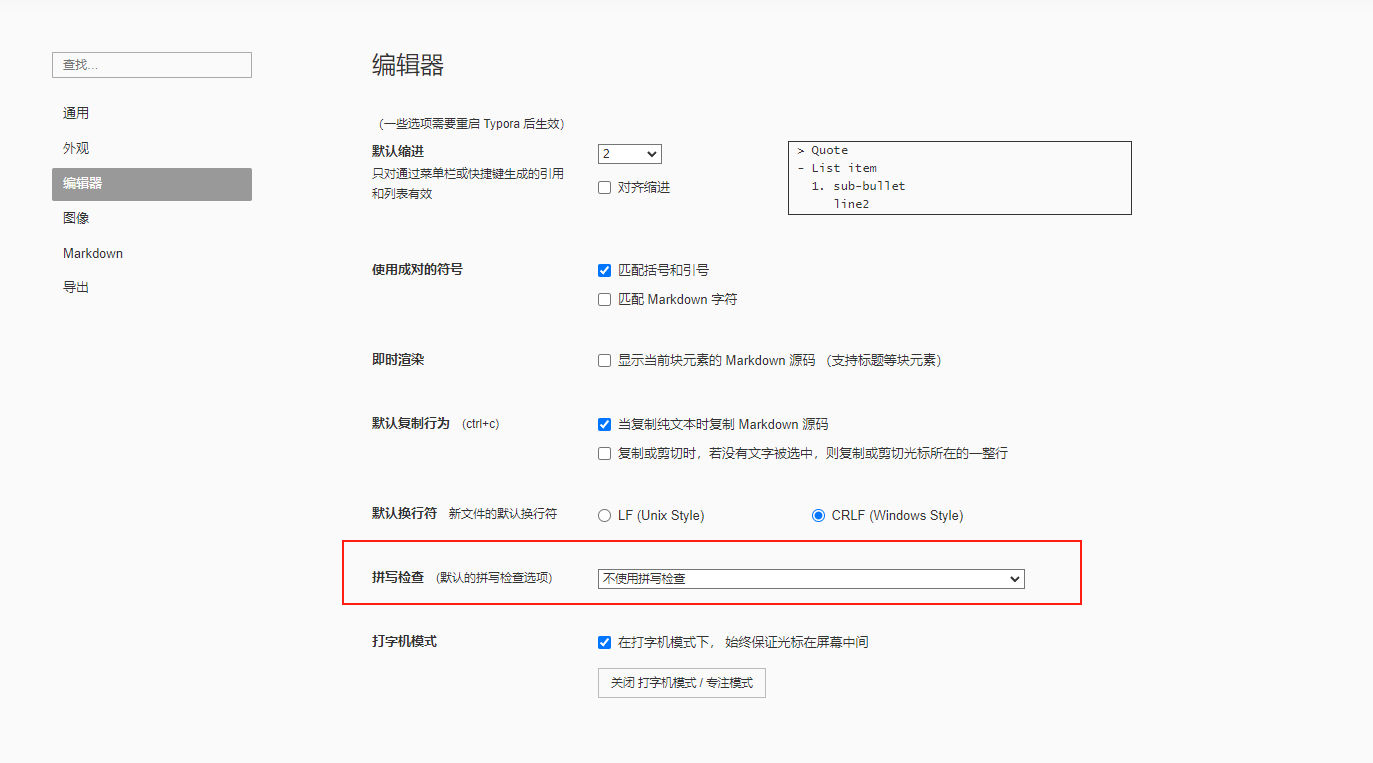 查找...
通用
外观
编辑器
图像
Markdown
导出
编辑器
（一些选项需要重启 Typora 后生效）
默认缩进
只对通过菜单栏或快捷键生成的引用
和列表有效
2
对齐缩进
> Quote
- List item
1. sub-bullet
line2
使用成对的符号
匹配括号和引号
匹配 Markdown 字符
即时渲染
显示当前块元素的 Markdown 源码 （支持标题等块元素）
默认复制行为 (ctrl+c)
当复制纯文本时复制 Markdown 源码
复制或剪切时，若没有文字被选中，则复制或剪切光标所在的一整行
默认换行符 新文件的默认换行符
LF (Unix Style)
CRLF (Windows Style)
拼写检查 (默认的拼写检查选项)
不使用拼写检查
打字机模式
在打字机模式下， 始终保证光标在屏幕中间
关闭 打字机模式 / 专注模式